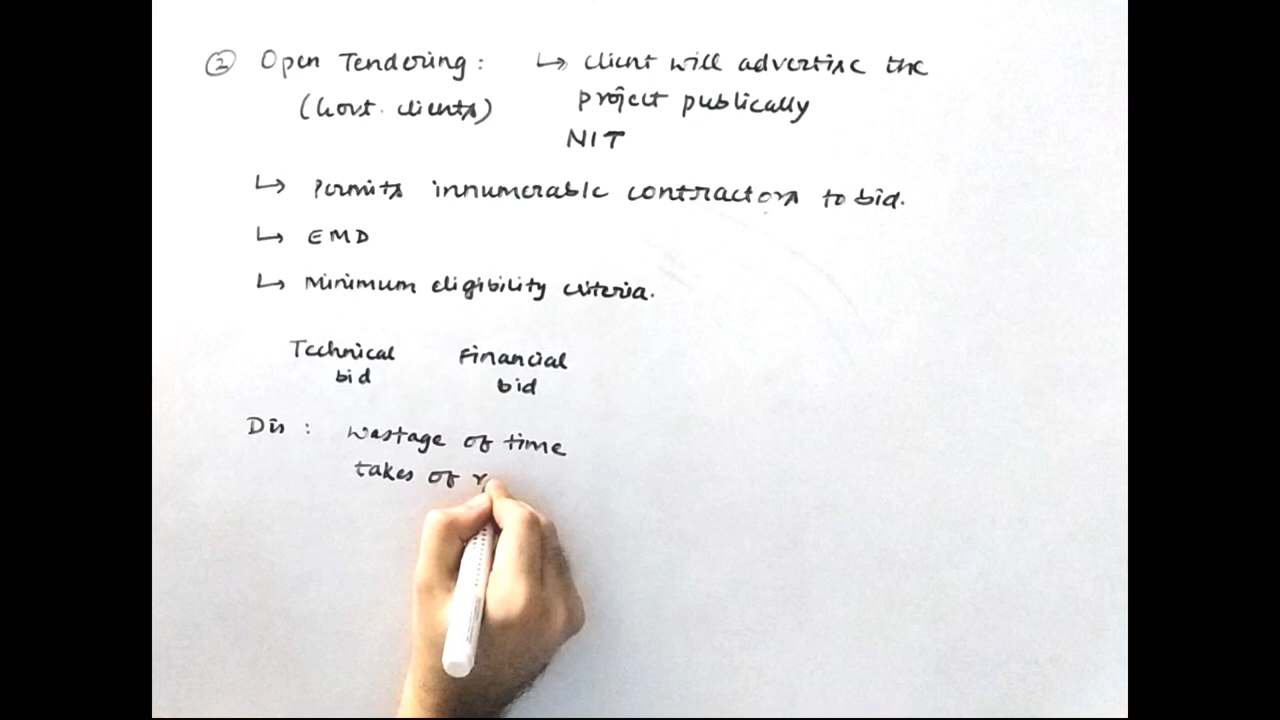 ② Open Tendering : ↳ client will advertise the
(Govt. clients) project publically
NIT
↳ Permits innumerable contractors to bid.
↳ EMD
↳ Minimum eligibility criteria.
Technical Financial
bid bid
Dis : Wastage of time
takes of